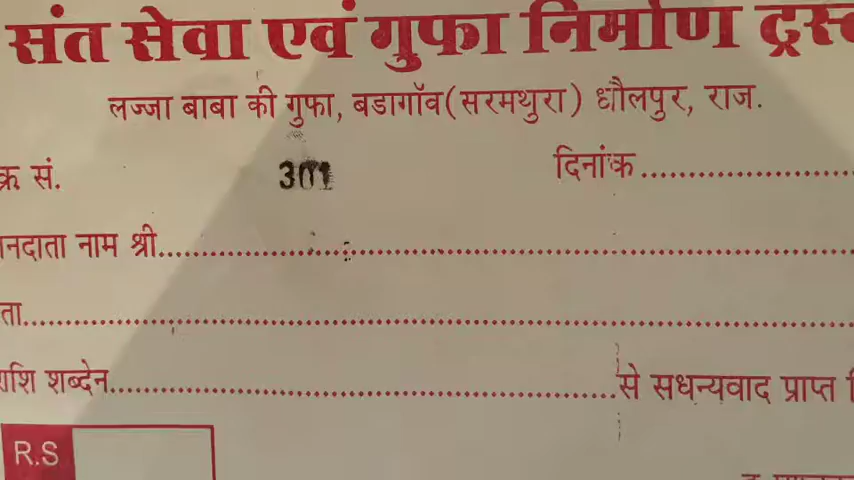 संत सेवा एवं गुफा निर्माण ट्रस्
लज्जा बाबा की गुफा, बडागॉव(सरमथुरा) धौलपुर, राज.
क्र सं. 301 दिनांक
नदाता नाम श्री
ता
ाशि शब्देन से सधन्यवाद प्राप्त
R.S